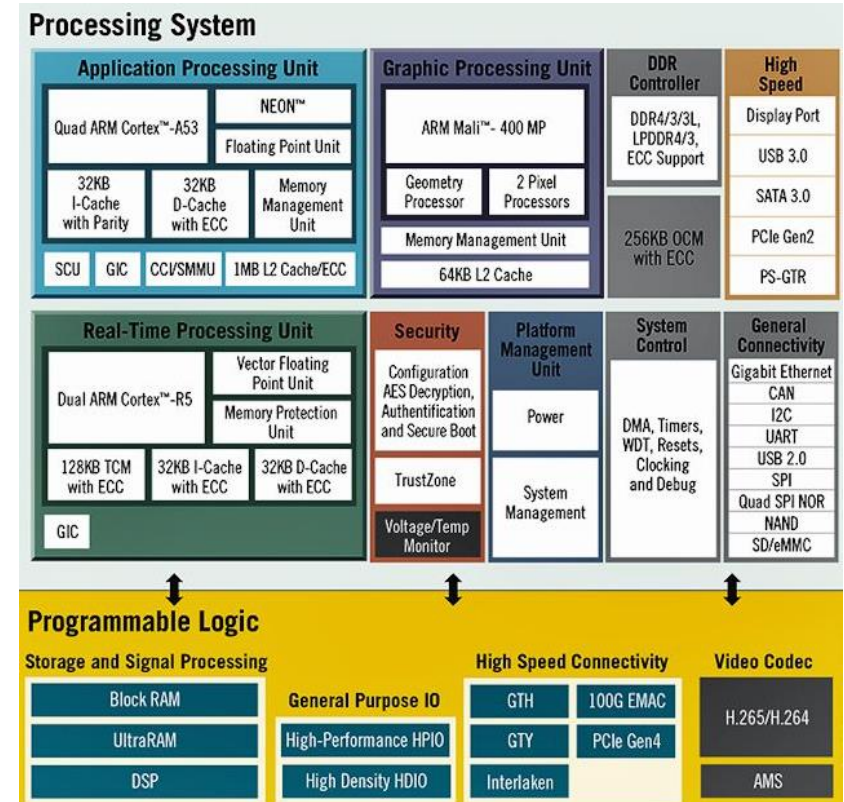 Processing System
Application Processing Unit
Quad ARM Cortex™-A53
NEON™
Floating Point Unit
32KB
I-Cache
with Parity
32KB
D-Cache
with ECC
Memory
Management
Unit
SCU
GIC
CCI/SMMU
1MB L2 Cache/ECC
Graphic Processing Unit
ARM Mali™- 400 MP
Geometry
Processor
2 Pixel
Processors
Memory Management Unit
64KB L2 Cache
DDR
Controller
DDR4/3/3L,
LPDDR4/3,
ECC Support
256KB OCM
with ECC
High
Speed
Display Port
USB 3.0
SATA 3.0
PCIe Gen2
PS-GTR
Real-Time Processing Unit
Dual ARM Cortex™-R5
Vector Floating
Point Unit
Memory Protection
Unit
128KB TCM
with ECC
32KB I-Cache
with ECC
32KB D-Cache
with ECC
GIC
Security
Configuration
AES Decryption,
Authentification
and Secure Boot
TrustZone
Voltage/Temp
Monitor
Platform
Management
Unit
Power
System
Management
System
Control
DMA, Timers,
WDT, Resets,
Clocking
and Debug
General
Connectivity
Gigabit Ethernet
CAN
I2C
UART
USB 2.0
SPI
Quad SPI NOR
NAND
SD/eMMC
Programmable Logic
Storage and Signal Processing
Block RAM
UltraRAM
DSP
General Purpose IO
High-Performance HPIO
High Density HDIO
High Speed Connectivity
GTH
100G EMAC
GTY
PCIe Gen4
Interlaken
Video Codec
H.265/H.264
AMS